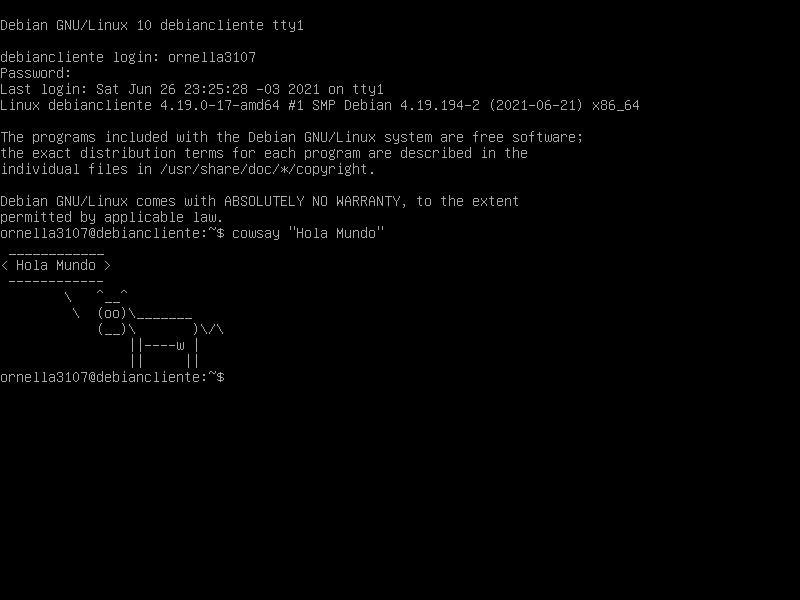 Debian GNU/Linux 10 debiancliente tty1

debiancliente login: ornella3107
Password:
Last login: Sat Jun 26 23:25:28 -03 2021 on tty1
Linux debiancliente 4.19.0-17-amd64 #1 SMP Debian 4.19.194-2 (2021-06-21) x86_64

The programs included with the Debian GNU/Linux system are free software;
the exact distribution terms for each program are described in the
individual files in /usr/share/doc/*/copyright.

Debian GNU/Linux comes with ABSOLUTELY NO WARRANTY, to the extent
permitted by applicable law.
ornella3107@debiancliente:~$ cowsay "Hola Mundo"
 ____________
< Hola Mundo >
 ------------
        \   ^__^
         \  (oo)\_______
            (__)\       )\/\
                ||----w |
                ||     ||
ornella3107@debiancliente:~$